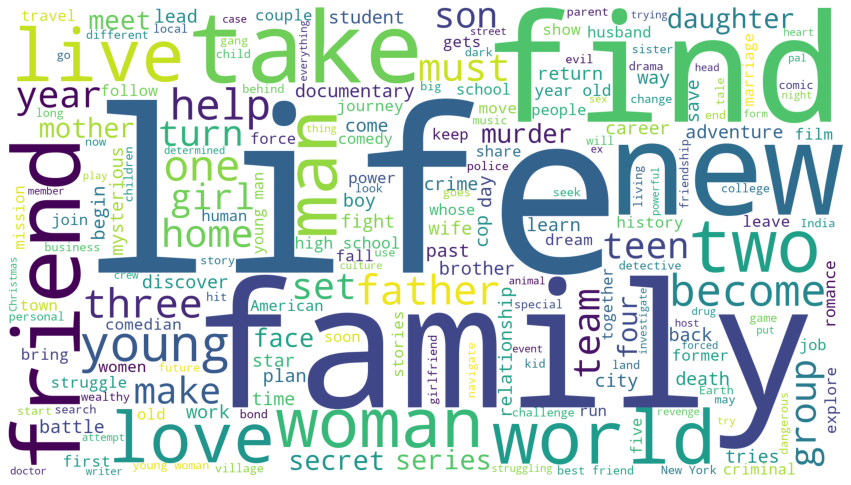 life
family
find
new
take
live
friend
love
woman
world
two
man
young
become
group
help
one
girl
home
turn
year
three
make
set
father
teen
team
four
must
son
daughter
murder
mother
face
secret
series
meet
lead
couple
student
travel
different
go
local
case
gang
child
trying
everything
street
behind
dark
gets
parent
evil
show
husband
drama
sister
head
change
heart
tale
pal
comic
end
night
form
marriage
save
way
return
year old
people
move
music
sex
big
school
documentary
journey
long
follow
force
thing
come
comedy
keep
share
career
adventure
film
now
determined
play
member
children
mysterious
young man
human
begin
join
mission
business
story
power
look
boy
fight
whose
high school
use
fall
culture
goes
crime
wife
past
brother
police
ex
will
day
cop
seek
learn
dream
history
living
powerful
college
friendship
leave
India
detective
together
investigate
relationship
special
animal
event
kid
land
city
girlfriend
navigate
stories
soon
American
hit
crew
discover
town
personal
Christmas
comedian
bring
women
future
star
plan
time
struggle
wealthy
bond
start
search
battle
old
work
attempt
first
doctor
writer
young woman
village
challenge
run
struggling
best friend
five
revenge
New York
criminal
may
try
tries
dangerous
death
Earth
former
back
drug
host
forced
game
put
job
romance
explore